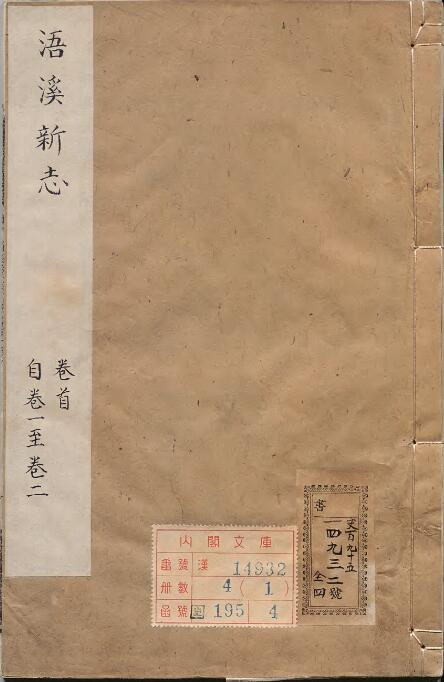 浯溪新志
卷首
自卷一至卷二
內閣文庫
番號 漢 14932
冊數 4 ( 1 )
函號 195 4
書
一四九三二號
全四